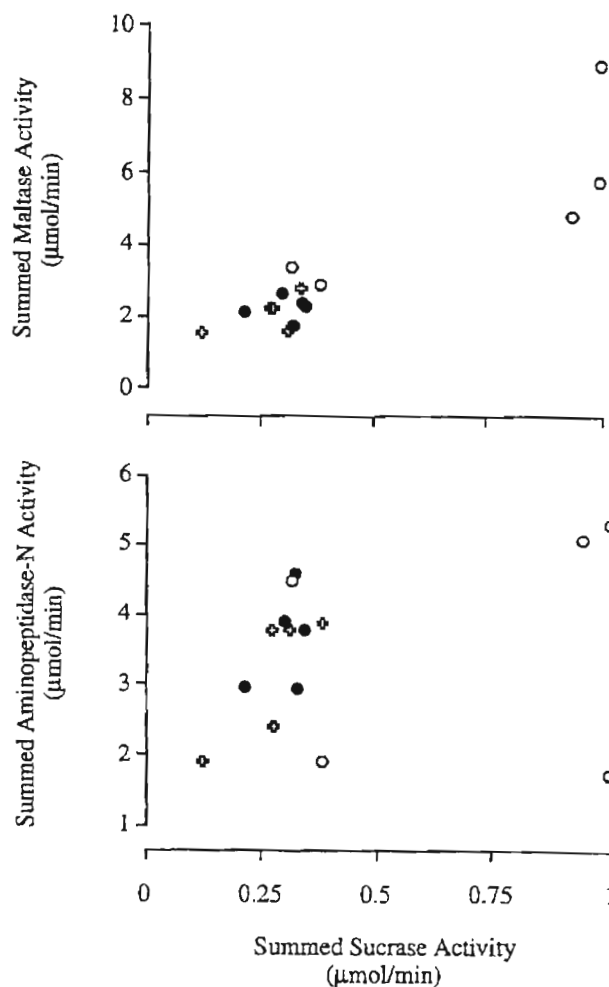 10
8
6
4
2
0
Summed Maltase Activity
(μmol/min)
6
5
4
3
2
1
Summed Aminopeptidase-N Activity
(μmol/min)
0 0.25 0.5 0.75 1
Summed Sucrase Activity
(μmol/min)